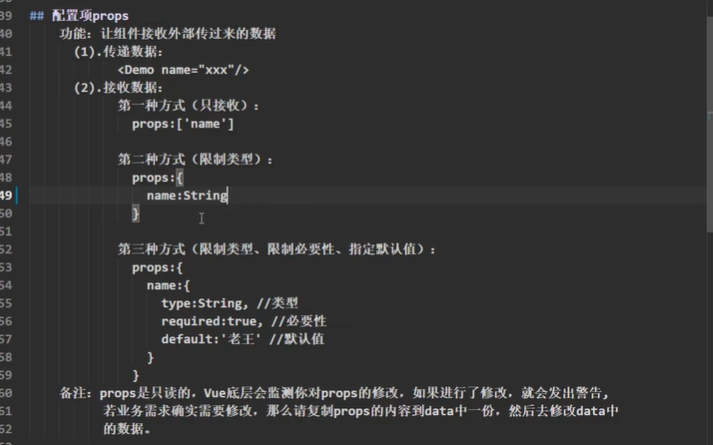 39 ## 配置项props
40 功能：让组件接收外部传过来的数据
41 (1).传递数据：
42 <Demo name="xxx"/>
43 (2).接收数据：
44 第一种方式（只接收）：
45 props:['name']
46
47 第二种方式（限制类型）：
48 props:{
49 name:String
50 }
51
52 第三种方式（限制类型、限制必要性、指定默认值）：
53 props:{
54 name:{
55 type:String, //类型
56 required:true, //必要性
57 default:'老王' //默认值
58 }
59 }
60 备注：props是只读的，Vue底层会监测你对props的修改，如果进行了修改，就会发出警告，
61 若业务需求确实需要修改，那么请复制props的内容到data中一份，然后去修改data中
62 的数据。